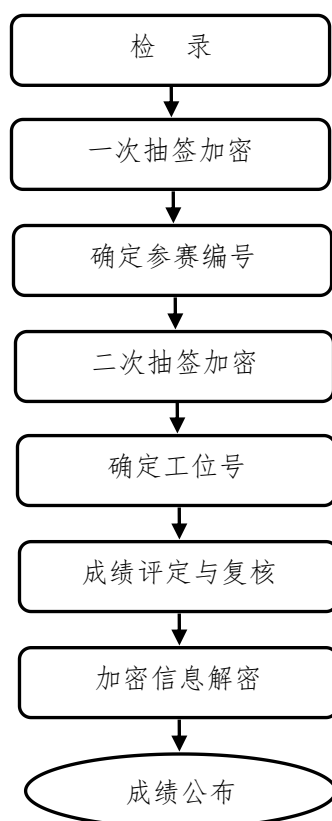 检 录
一次抽签加密
确定参赛编号
二次抽签加密
确定工位号
成绩评定与复核
加密信息解密
成绩公布